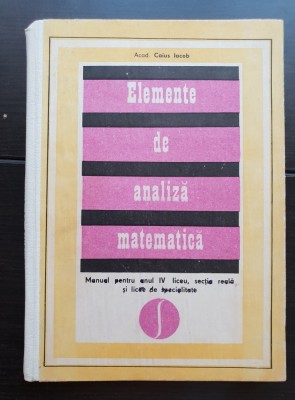 Acad. Caius Iacob
Elemente
de
analiză
matematică
Manual pentru anul IV liceu, secția reală
și licee de specialitate